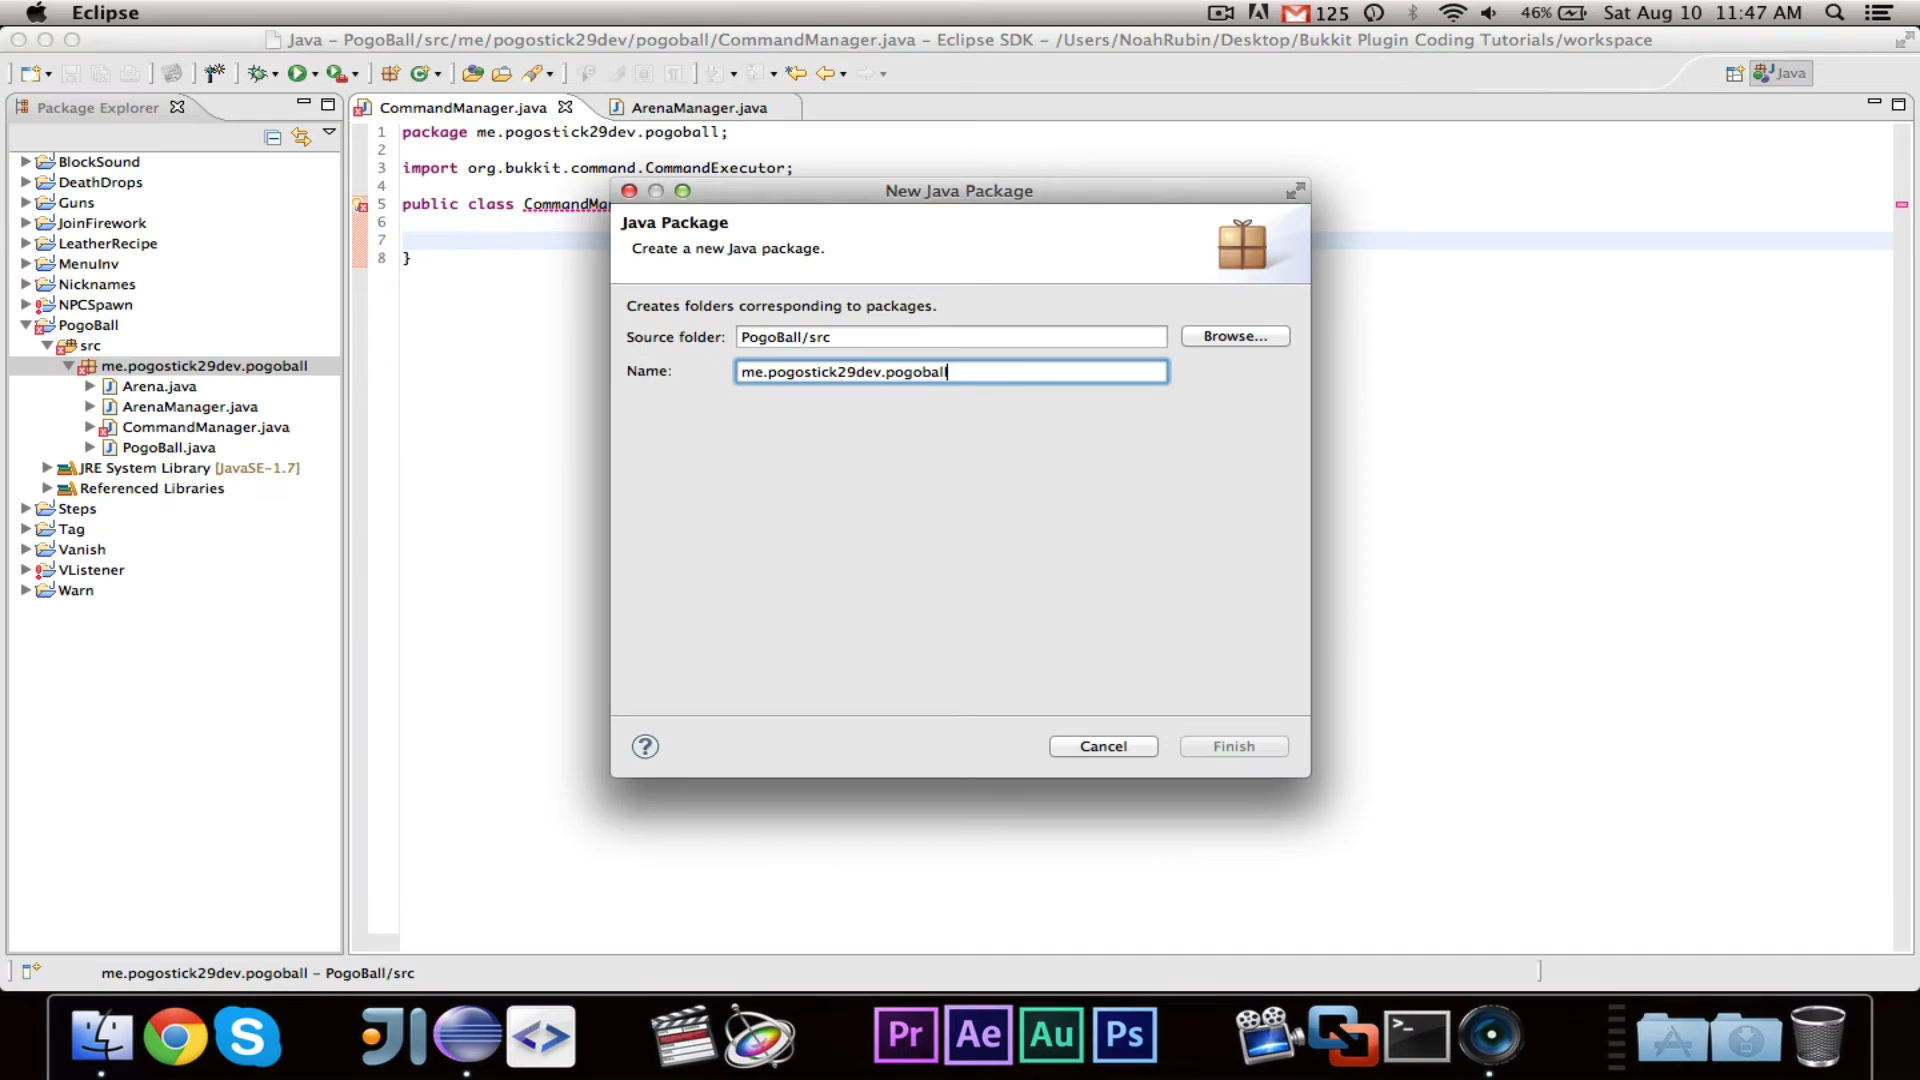 Eclipse
125
46%
Sat Aug 10 11:47 AM
Java – PogoBall/src/me/pogostick29dev/pogoball/CommandManager.java – Eclipse SDK – /Users/NoahRubin/Desktop/Bukkit Plugin Coding Tutorials/workspace
Java
Package Explorer
CommandManager.java
ArenaManager.java
BlockSound
DeathDrops
Guns
JoinFirework
LeatherRecipe
MenuInv
Nicknames
NPCSpawn
PogoBall
src
me.pogostick29dev.pogoball
Arena.java
ArenaManager.java
CommandManager.java
PogoBall.java
JRE System Library [JavaSE-1.7]
Referenced Libraries
Steps
Tag
Vanish
VListener
Warn
1 package me.pogostick29dev.pogoball;
2
3 import org.bukkit.command.CommandExecutor;
4
5 public class CommandMa
6
7
8 }
New Java Package
Java Package
Create a new Java package.
Creates folders corresponding to packages.
Source folder: PogoBall/src Browse...
Name: me.pogostick29dev.pogoball
? Cancel Finish
me.pogostick29dev.pogoball – PogoBall/src
S JI Pr Ae Au Ps